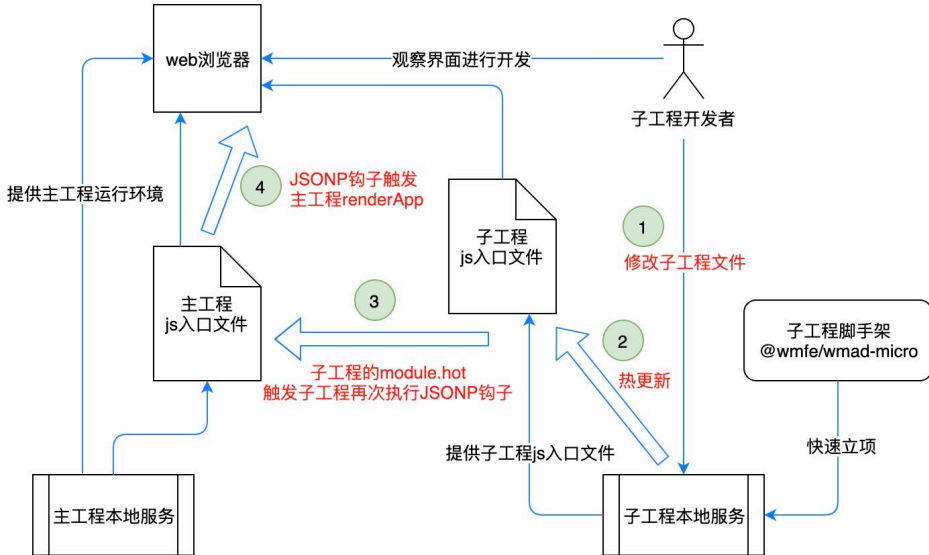 web浏览器
观察界面进行开发
子工程开发者
提供主工程运行环境
4
JSONP钩子触发
主工程renderApp
子工程
js入口文件
1
修改子工程文件
主工程
js入口文件
3
子工程的module.hot
触发子工程再次执行JSONP钩子
2
热更新
子工程脚手架
@wmfe/wmad-micro
提供子工程js入口文件
快速立项
主工程本地服务
子工程本地服务